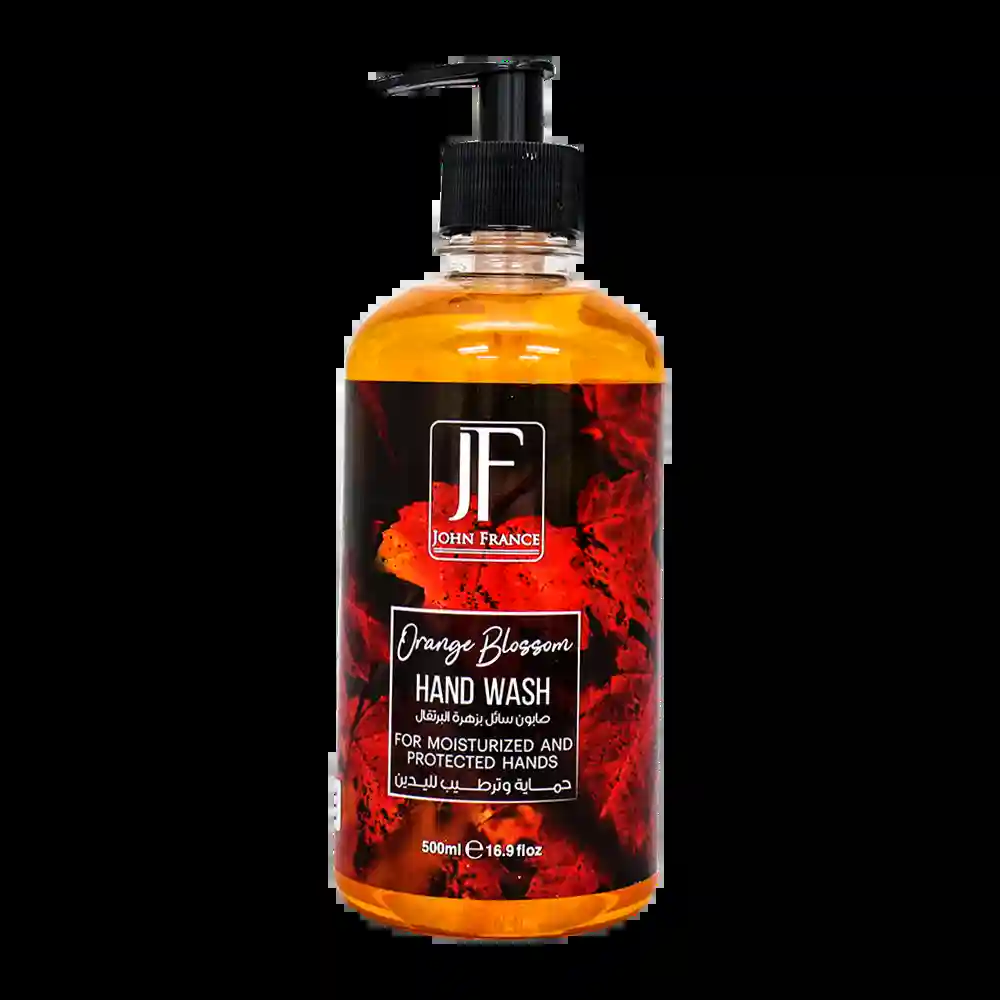 JF
JOHN FRANCE
Orange Blossom
HAND WASH
صابون سائل بزهرة البرتقال
FOR MOISTURIZED AND
PROTECTED HANDS
حماية وترطيب لليدين
500ml ℮ 16.9 floz